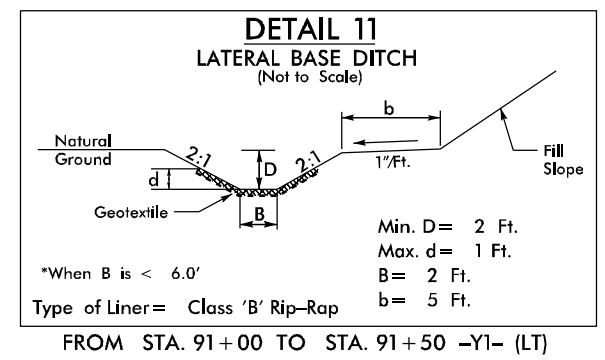 DETAIL 11
LATERAL BASE DITCH
(Not to Scale)
b
Natural
Ground
2:1
D
2:1
1"/Ft.
Fill
Slope
d
Geotextile
B
Min. D= 2 Ft.
Max. d= 1 Ft.
*When B is < 6.0'
B= 2 Ft.
Type of Liner= Class 'B' Rip-Rap
b= 5 Ft.
FROM STA. 91+00 TO STA. 91+50 -Y1- (LT)